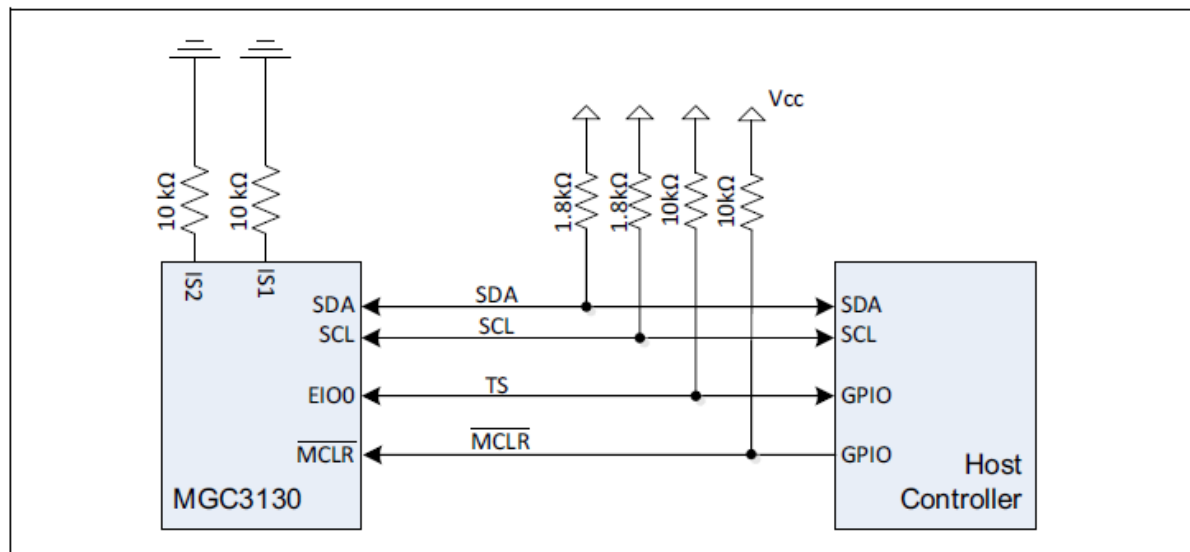 Vcc
10 kΩ
10 kΩ
1.8kΩ
1.8kΩ
10kΩ
10kΩ
IS2
IS1
SDA
SDA
SDA
SCL
SCL
SCL
EIO0
TS
GPIO
MCLR
MCLR
GPIO
MGC3130
Host
Controller